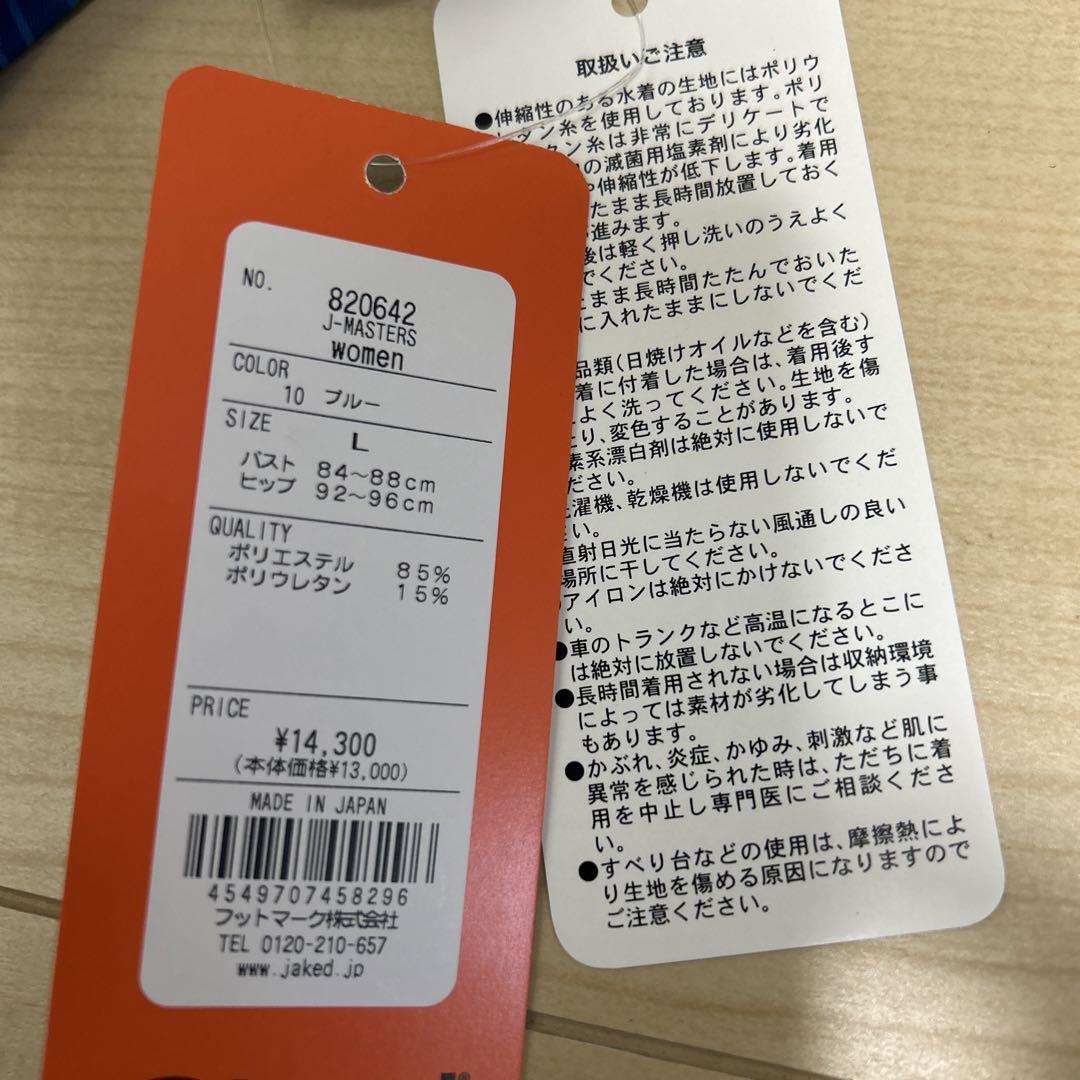 NO.
820642
J-MASTERS
women
COLOR
10 ブルー
SIZE
L
バスト 84～88cm
ヒップ 92～96cm
QUALITY
ポリエステル 85%
ポリウレタン 15%
PRICE
¥14,300
(本体価格¥13,000)
MADE IN JAPAN
4549707458296
フットマーク株式会社
TEL 0120-210-657
www.jaked.jp
取扱いご注意
●伸縮性のある水着の生地にはポリウ
レタン糸を使用しております。ポリ
タン糸は非常にデリケートで
の滅菌用塩素剤により劣化
や伸縮性が低下します。着用
たまま長時間放置しておく
が進みます。
後は軽く押し洗いのうえよく
でください。
たまま長時間たたんでおいた
に入れたままにしないでくだ
品類(日焼けオイルなどを含む)
着に付着した場合は、着用後す
よく洗ってください。生地を傷
たり、変色することがあります。
素系漂白剤は絶対に使用しないで
ださい。
洗濯機、乾燥機は使用しないでくだ
さい。
直射日光に当たらない風通しの良い
場所に干してください。
アイロンは絶対にかけないでくださ
い。
●車のトランクなど高温になるとこに
は絶対に放置しないでください。
●長時間着用されない場合は収納環境
によっては素材が劣化してしまう事
もあります。
●かぶれ、炎症、かゆみ、刺激など肌に
異常を感じられた時は、ただちに着
用を中止し専門医にご相談くださ
い。
●すべり台などの使用は、摩擦熱によ
り生地を傷める原因になりますので
ご注意ください。